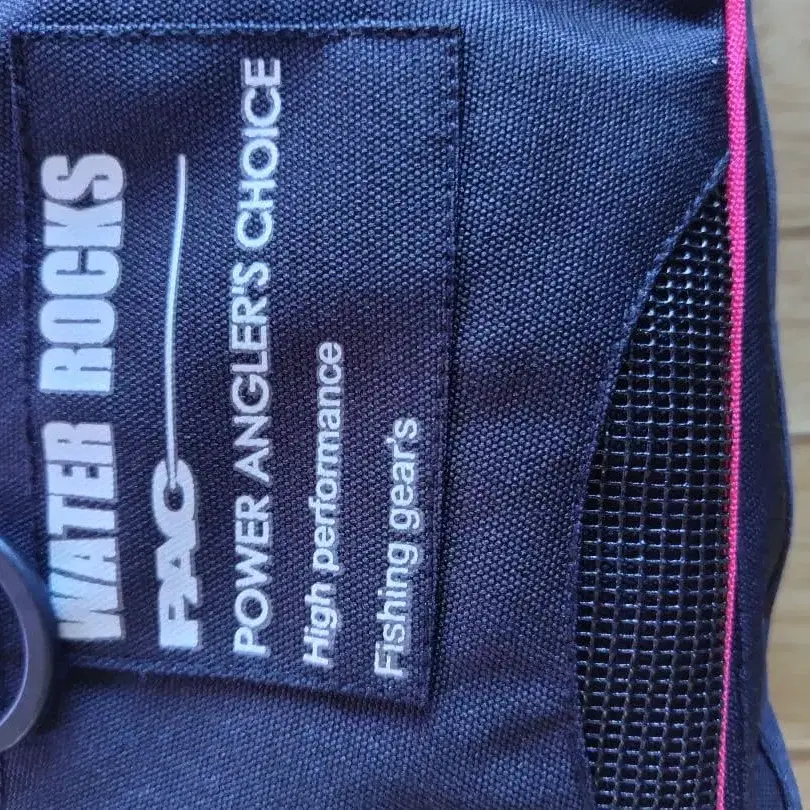 WATER ROCKS
PAC
POWER ANGLER'S CHOICE
High performance
Fishing gear's